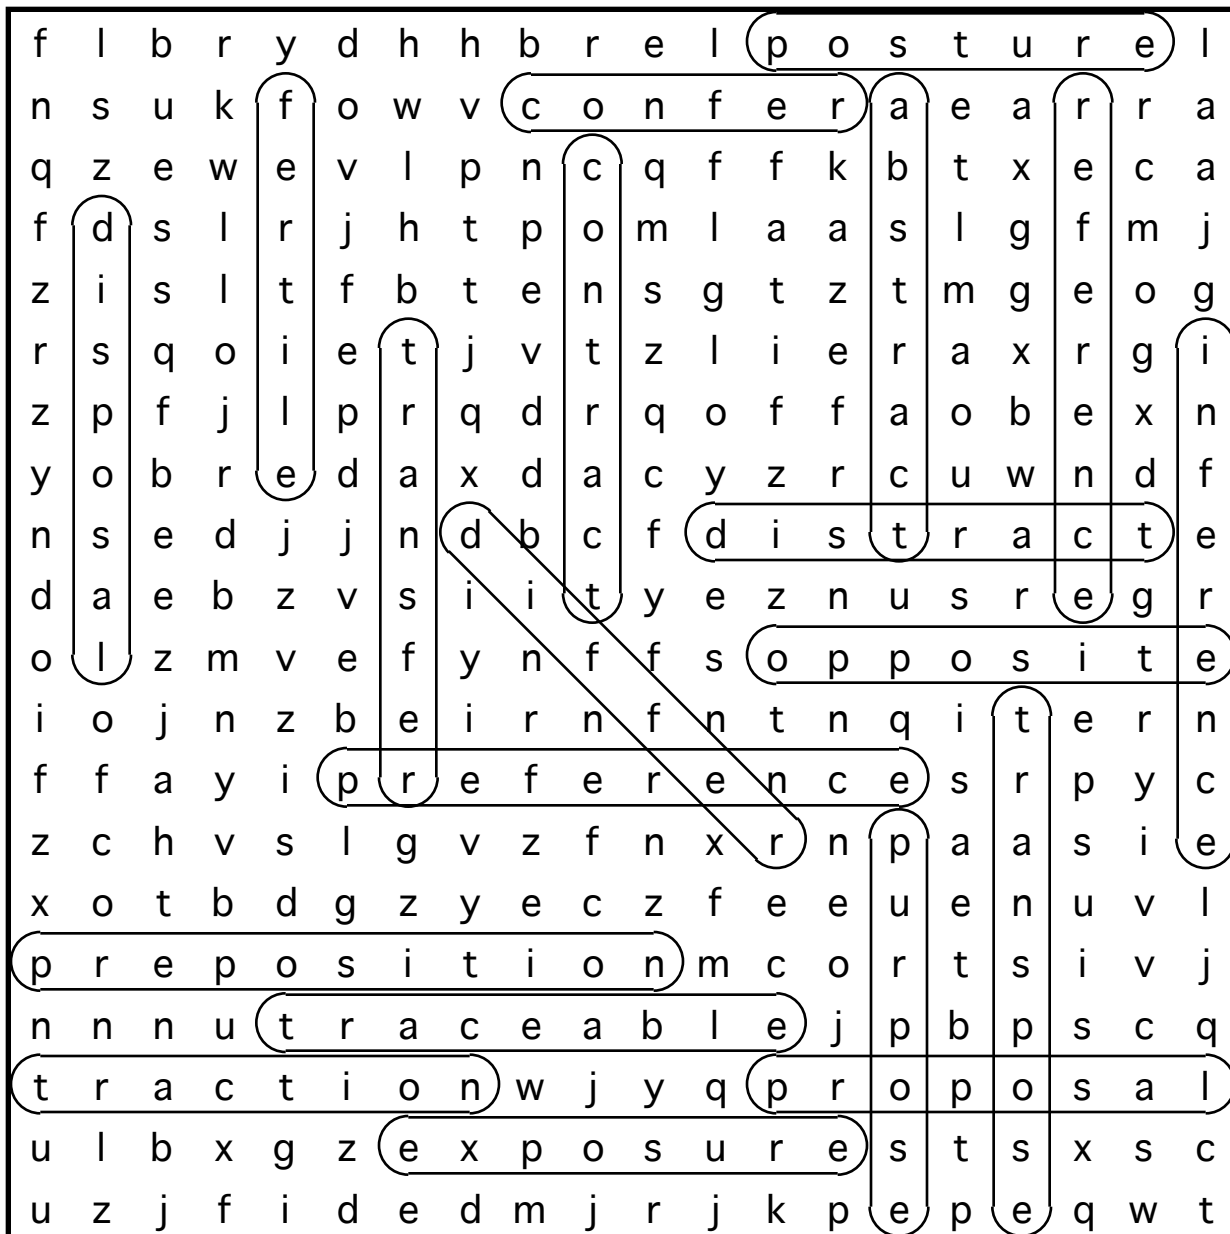 f l b r y d h h b r e l p o s t u r e l
n s u k f o w v c o n f e r a e a r r a
q z e w e v l p n c q f f k b t x e c a
f d s l r j h t p o m l a a s l g f m j
z i s l t f b t e n s g t z t m g e o g
r s q o i e t j v t z l i e r a x r g i
z p f j l p r q d r q o f f a o b e x n
y o b r e d a x d a c y z r c u w n d f
n s e d j j n d b c f d i s t r a c t e
d a e b z v s i i t y e z n u s r e g r
o l z m v e f y n f f s o p p o s i t e
i o j n z b e i r n f n t n q i t e r n
f f a y i p r e f e r e n c e s r p y c
z c h v s l g v z f n x r n p a a s i e
x o t b d g z y e c z f e e u e n u v l
p r e p o s i t i o n m c o r t s i v j
n n n u t r a c e a b l e j p b p s c q
t r a c t i o n w j y q p r o p o s a l
u l b x g z e x p o s u r e s t s x s c
u z j f i d e d m j r j k p e p e q w t